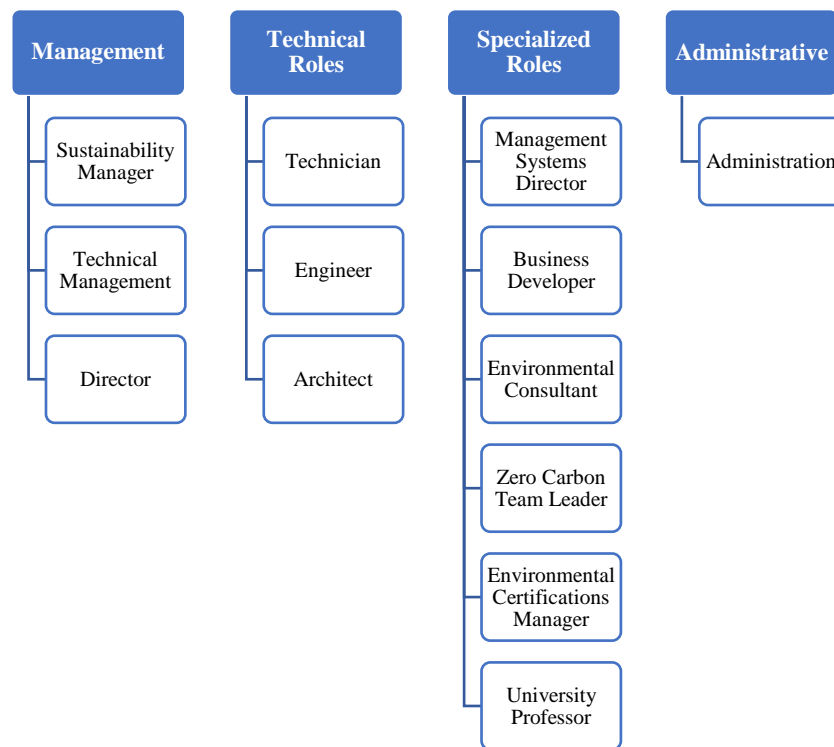 Management
Sustainability
Manager
Technical
Management
Director
Technical
Roles
Technician
Engineer
Architect
Specialized
Roles
Management
Systems
Director
Business
Developer
Environmental
Consultant
Zero Carbon
Team Leader
Environmental
Certifications
Manager
University
Professor
Administrative
Administration